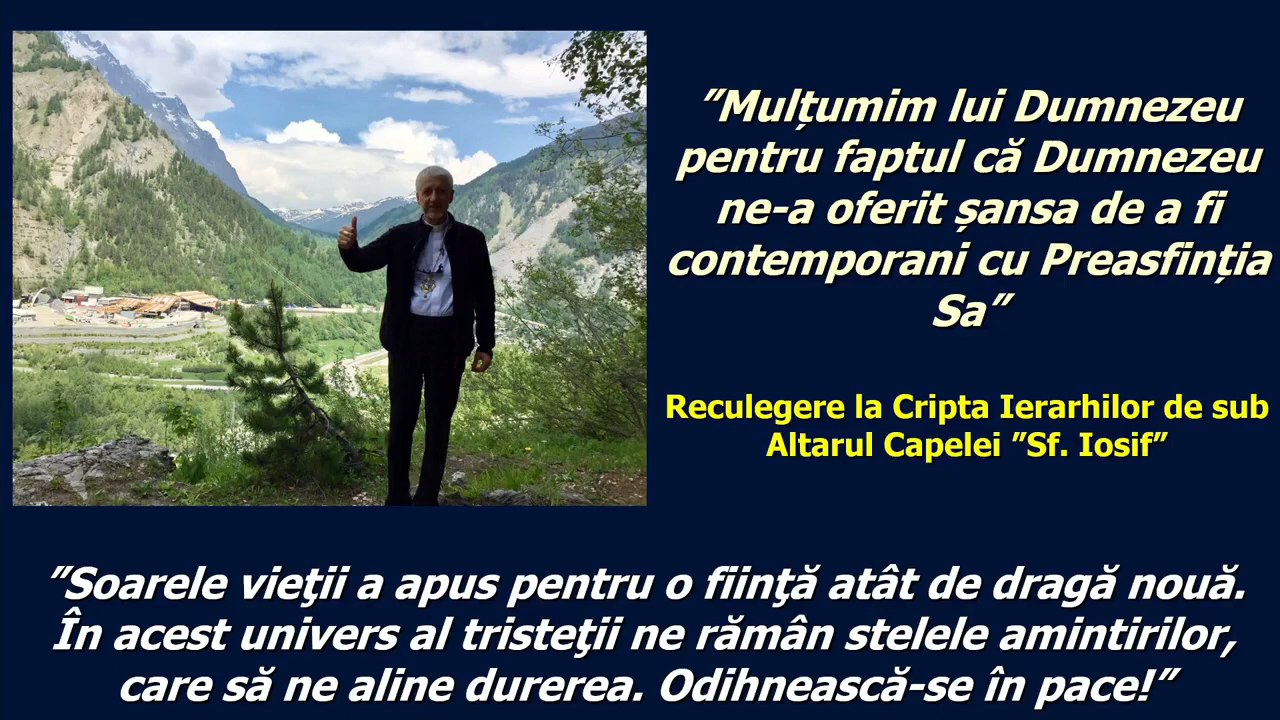 ”Mulțumim lui Dumnezeu
pentru faptul că Dumnezeu
ne-a oferit șansa de a fi
contemporani cu Preasfinția
Sa”
Reculegere la Cripta Ierarhilor de sub
Altarul Capelei ”Sf. Iosif”
”Soarele vieţii a apus pentru o fiinţă atât de dragă nouă.
În acest univers al tristeţii ne rămân stelele amintirilor,
care să ne aline durerea. Odihnească-se în pace!”